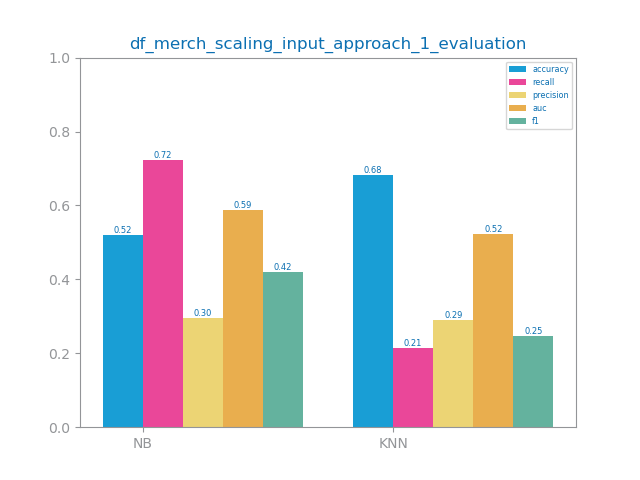 df_merch_scaling_input_approach_1_evaluation
1.0
0.8
0.6
0.4
0.2
0.0
accuracy
recall
precision
auc
f1
0.52
0.72
0.30
0.59
0.42
0.68
0.21
0.29
0.52
0.25
NB
KNN